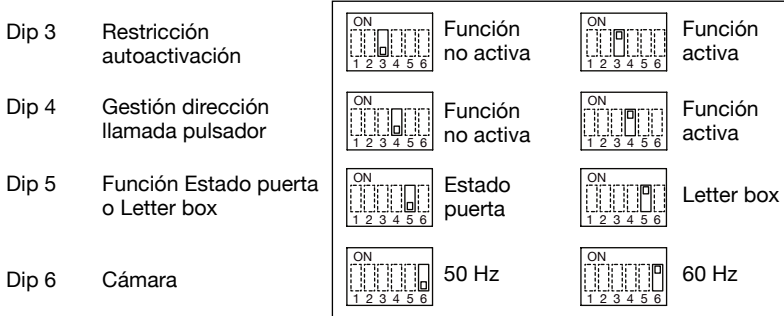 Dip 3 Restricción autoactivación
ON
1 2 3 4 5 6
Función no activa
ON
1 2 3 4 5 6
Función activa
Dip 4 Gestión dirección llamada pulsador
ON
1 2 3 4 5 6
Función no activa
ON
1 2 3 4 5 6
Función activa
Dip 5 Función Estado puerta o Letter box
ON
1 2 3 4 5 6
Estado puerta
ON
1 2 3 4 5 6
Letter box
Dip 6 Cámara
ON
1 2 3 4 5 6
50 Hz
ON
1 2 3 4 5 6
60 Hz